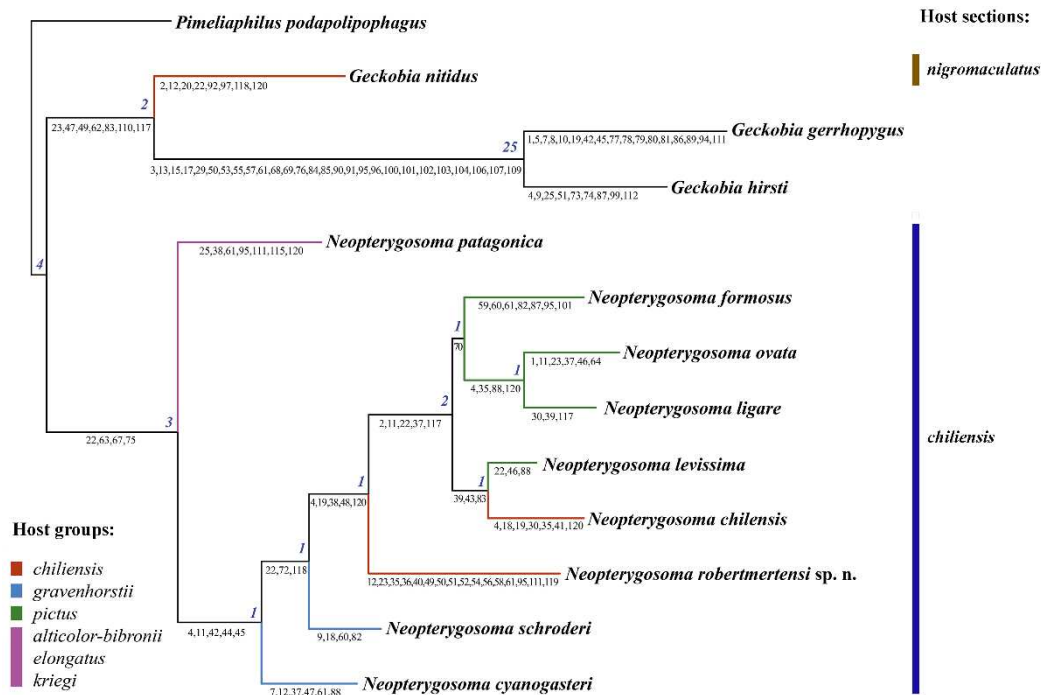 Host sections:
Pimeliaphilus podapolipophagus
nigromaculatus
Geckobia nitidus
2,12,20,22,92,97,118,120
2
23,47,49,62,83,110,117
Geckobia gerrhopygus
1,5,7,8,10,19,42,45,77,78,79,80,81,86,89,94,111
25
3,13,15,17,29,50,53,55,57,61,68,69,76,84,85,90,91,95,96,100,101,102,103,104,106,107,109
Geckobia hirsti
4,9,25,51,73,74,87,99,112
Neopterygosoma patagonica
25,38,61,95,111,115,120
4
Neopterygosoma formosus
59,60,61,82,87,95,101
1
70
Neopterygosoma ovata
1,11,23,37,46,64
1
4,35,88,120
Neopterygosoma ligare
30,39,117
2
2,11,22,37,117
3
22,63,67,75
chiliensis
Neopterygosoma levissima
22,46,88
1
39,43,83
1
4,19,38,48,120
Neopterygosoma chilensis
4,18,19,30,35,41,120
Host groups:
1
22,72,118
chiliensis
gravenhorstii
pictus
alticolor-bibronii
elongatus
kriegi
Neopterygosoma robertmertensi sp. n.
12,23,35,36,40,49,50,51,52,54,56,58,61,95,111,119
1
4,11,42,44,45
Neopterygosoma schroderi
9,18,60,82
Neopterygosoma cyanogasteri
7,12,37,47,61,88